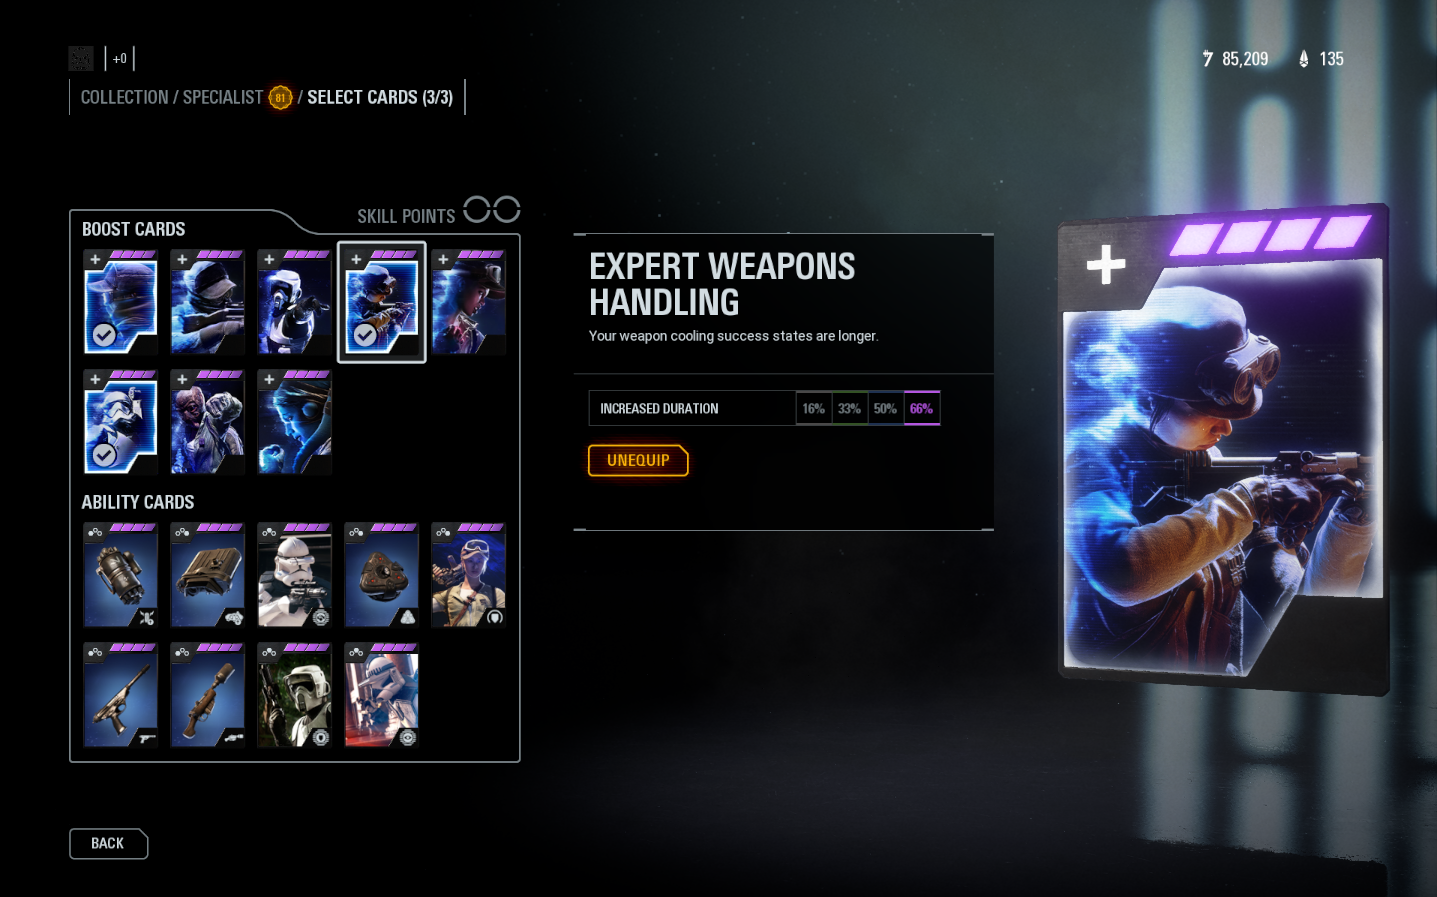 +0
7 85,209 135
COLLECTION / SPECIALIST 81 / SELECT CARDS (3/3)
SKILL POINTS
BOOST CARDS
EXPERT WEAPONS
HANDLING
Your weapon cooling success states are longer.
INCREASED DURATION 16% 33% 50% 66%
UNEQUIP
ABILITY CARDS
BACK